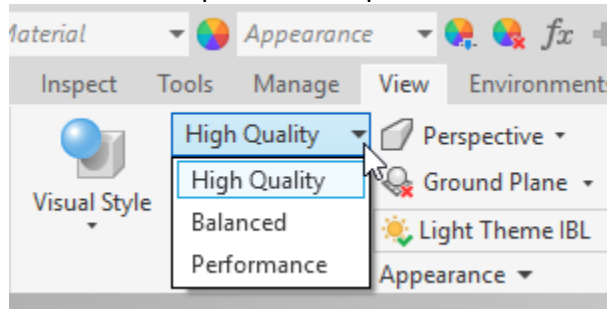 Material Appearance fx
Inspect Tools Manage View Environments
High Quality Perspective
High Quality Ground Plane
Visual Style
Balanced Light Theme IBL
Performance Appearance